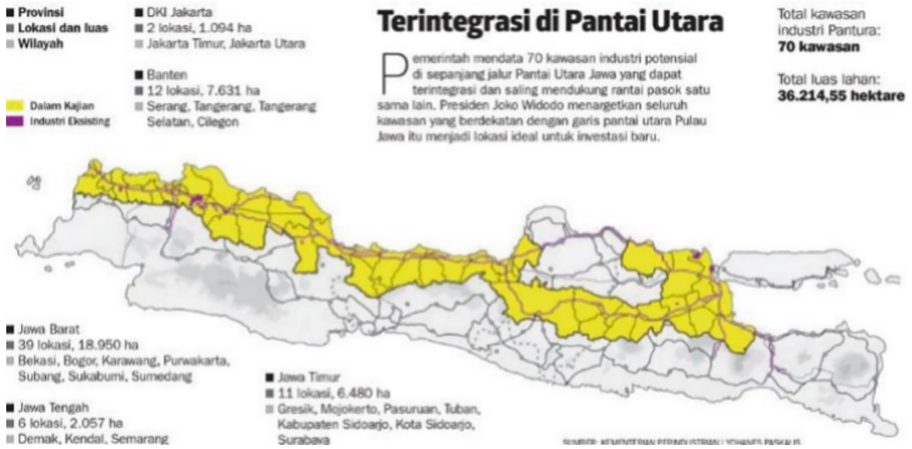 Provinsi
Lokasi dan luas
Wilayah
Dalam Kajian
Industri Eksisting
DKI Jakarta
2 lokasi, 1.094 ha
Jakarta Timur, Jakarta Utara
Banten
12 lokasi, 7.631 ha
Serang, Tangerang, Tangerang
Selatan, Cilegon
Terintegrasi di Pantai Utara
Pemerintah mendata 70 kawasan industri potensial
di sepanjang jalur Pantai Utara Jawa yang dapat
terintegrasi dan saling mendukung rantai pasok satu
sama lain. Presiden Joko Widodo menargetkan seluruh
kawasan yang berdekatan dengan garis pantai utara Pulau
Jawa itu menjadi lokasi ideal untuk investasi baru.
Total kawasan
industri Pantura:
70 kawasan
Total luas lahan:
36.214,55 hektare
Jawa Barat
39 lokasi, 18.950 ha
Bekasi, Bogor, Karawang, Purwakarta,
Subang, Sukabumi, Sumedang
Jawa Tengah
6 lokasi, 2.057 ha
Demak, Kendal, Semarang
Jawa Timur
11 lokasi, 6.480 ha
Gresik, Mojokerto, Pasuruan, Tuban,
Kabupaten Sidoarjo, Kota Sidoarjo,
Surabaya
SUMBER: KEMENTERIAN PERINDUSTRIAN | YOHANES PASKALIS